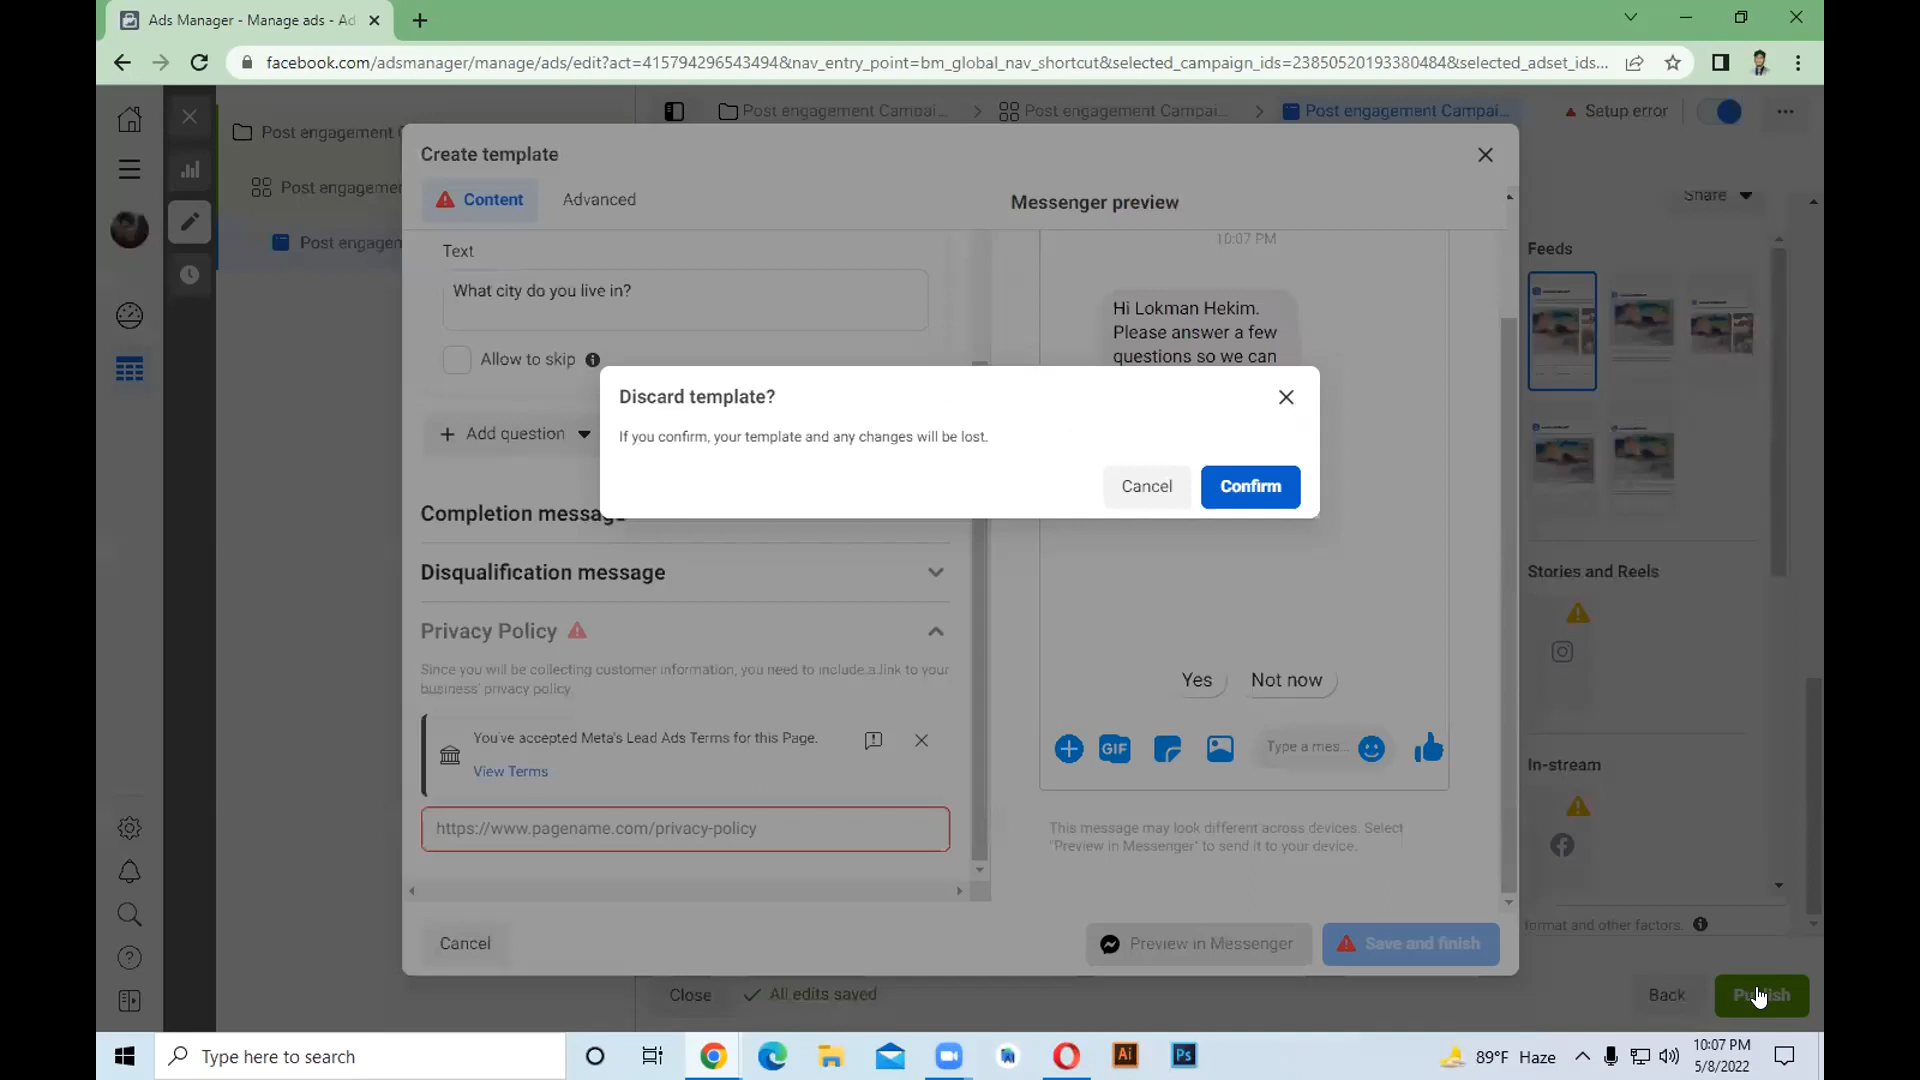 Ads Manager - Manage ads - Ad
facebook.com/adsmanager/manage/ads/edit?act=415794296543494&nav_entry_point=bm_global_nav_shortcut&selected_campaign_ids=23850520193380484&selected_adset_ids...
Post engagement C
Post engagement Campai...
Post engagement Campai...
Post engagement Campai...
Setup error
Post engageme
Post engagen
Create template
Content
Advanced
Messenger preview
Share
Text
What city do you live in?
Allow to skip
Add question
10:07 PM
Hi Lokman Hekim.
Please answer a few
questions so we can
Feeds
Discard template?
If you confirm, your template and any changes will be lost.
Cancel
Confirm
Completion message
Disqualification message
Stories and Reels
Privacy Policy
Since you will be collecting customer information, you need to include a link to your
business' privacy policy.
Yes
Not now
You've accepted Meta's Lead Ads Terms for this Page.
View Terms
GIF
Type a mes...
In-stream
https://www.pagename.com/privacy-policy
This message may look different across devices. Select
"Preview in Messenger" to send it to your device.
format and other factors.
Cancel
Preview in Messenger
Save and finish
Close
All edits saved
Back
Publish
Type here to search
Ai
Ps
89°F Haze
10:07 PM
5/8/2022